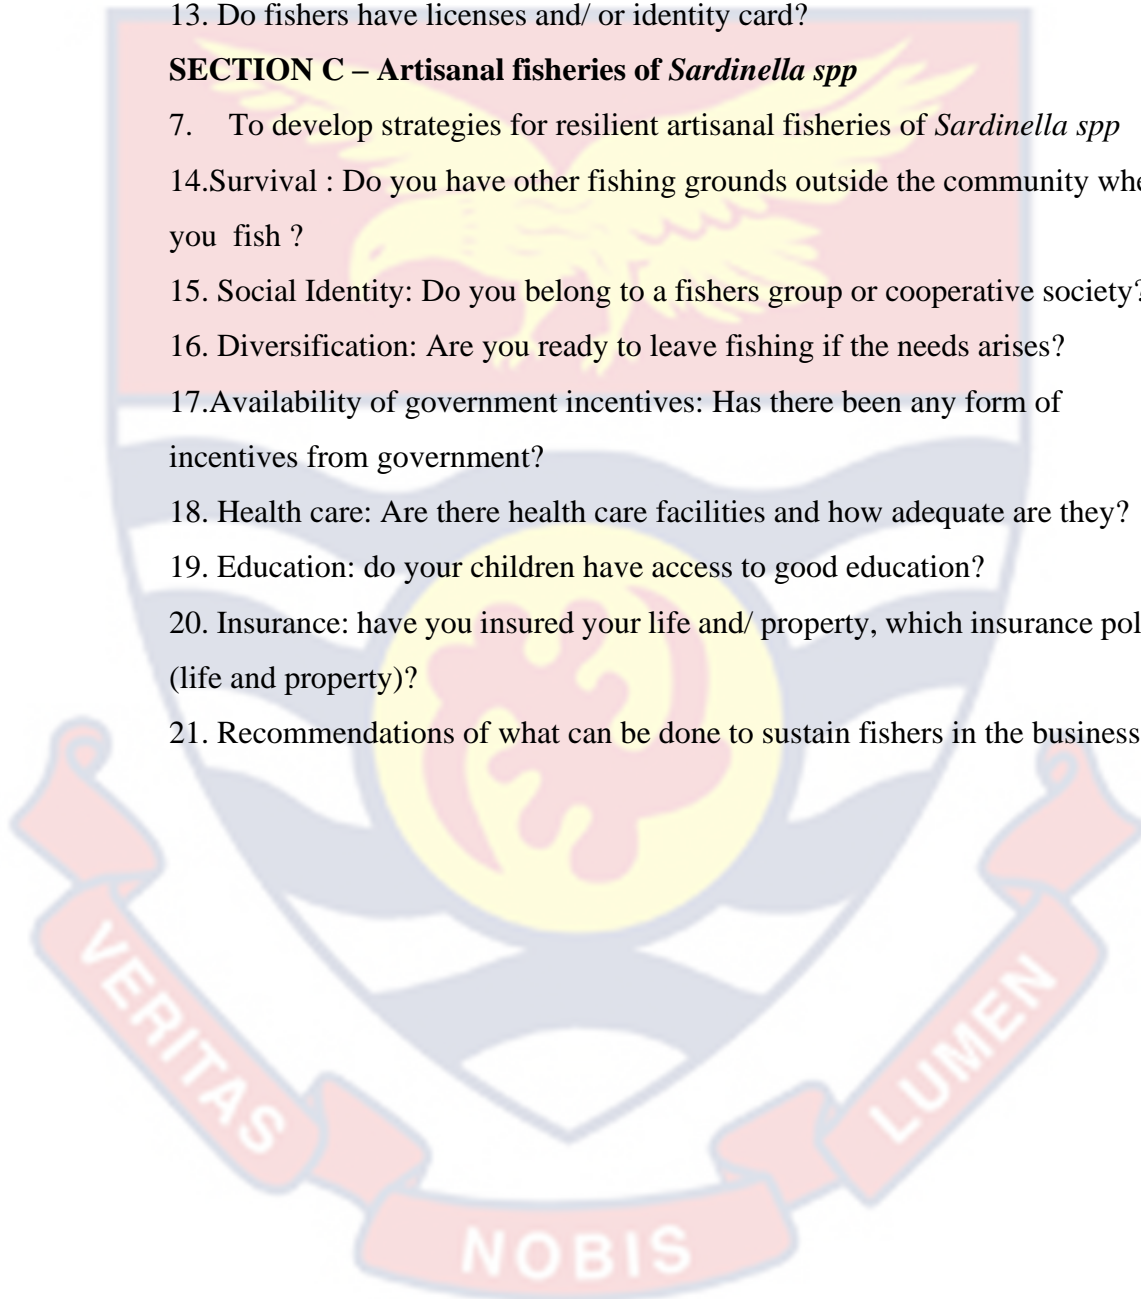 13. Do fishers have licenses and/ or identity card?
SECTION C – Artisanal fisheries of Sardinella spp
7. To develop strategies for resilient artisanal fisheries of Sardinella spp
14.Survival : Do you have other fishing grounds outside the community whe
you fish ?
15. Social Identity: Do you belong to a fishers group or cooperative society?
16. Diversification: Are you ready to leave fishing if the needs arises?
17.Availability of government incentives: Has there been any form of
incentives from government?
18. Health care: Are there health care facilities and how adequate are they?
19. Education: do your children have access to good education?
20. Insurance: have you insured your life and/ property, which insurance pol
(life and property)?
21. Recommendations of what can be done to sustain fishers in the business
VERITAS
NOBIS
LUMEN